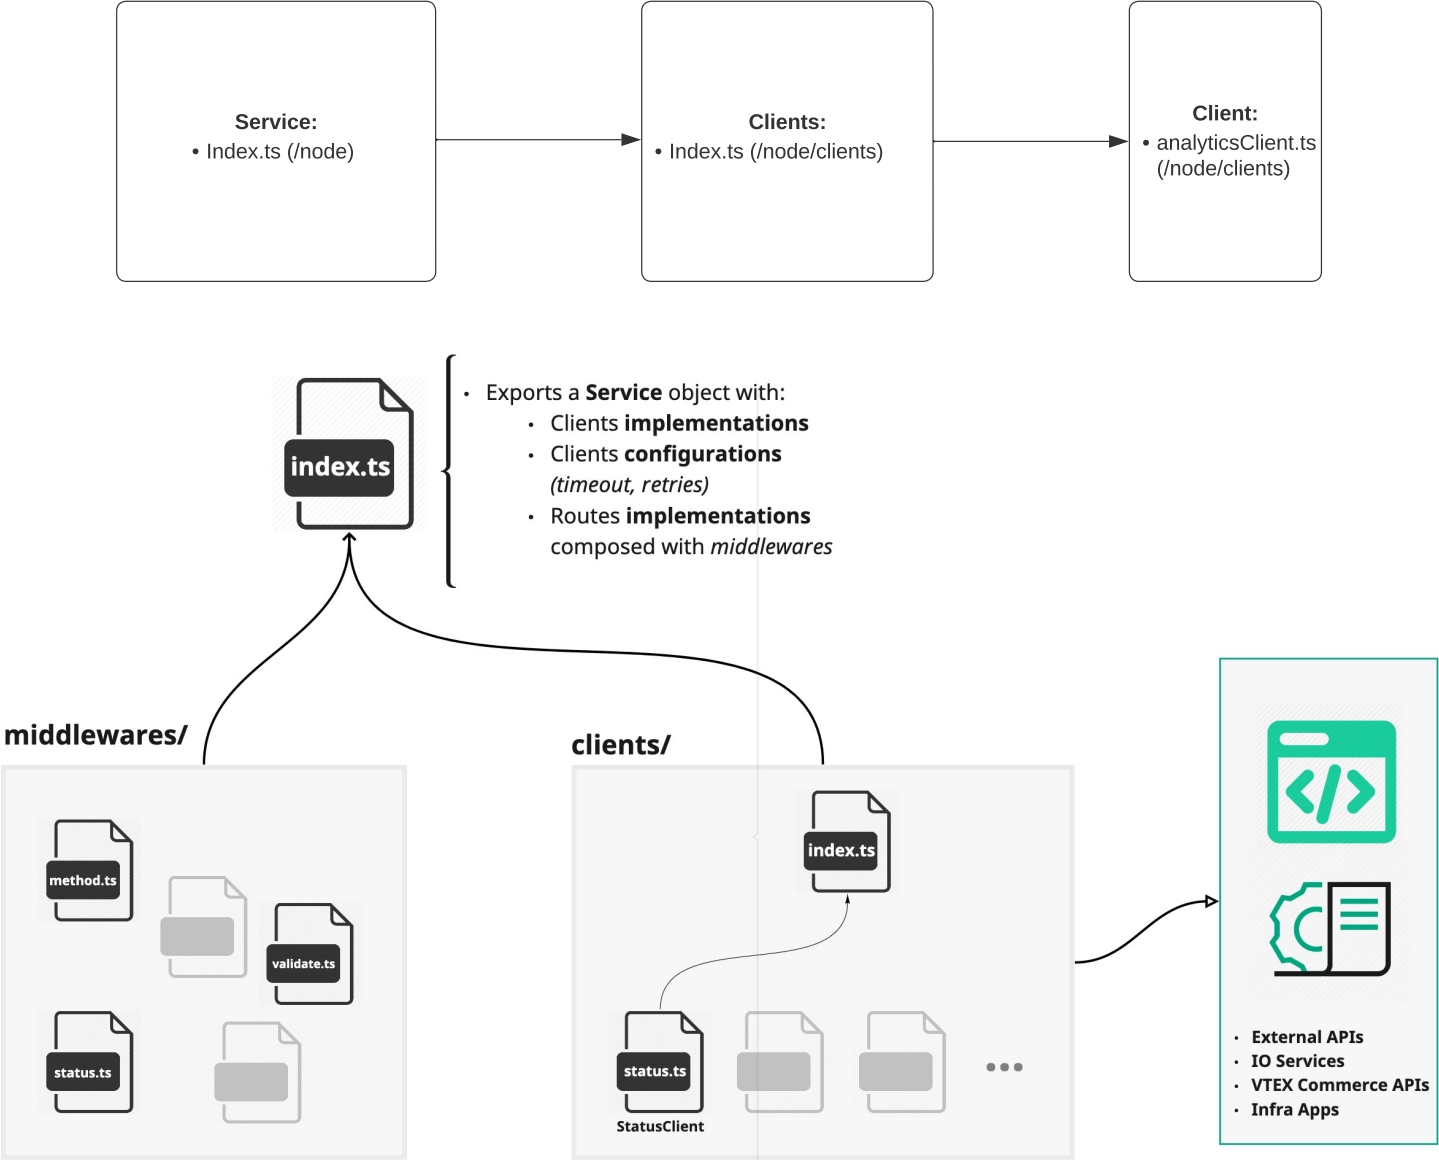 Service:
• Index.ts (/node)
Clients:
• Index.ts (/node/clients)
Client:
• analyticsClient.ts
(/node/clients)
index.ts
• Exports a Service object with:
• Clients implementations
• Clients configurations
(timeout, retries)
• Routes implementations
composed with middlewares
middlewares/
method.ts
validate.ts
status.ts
clients/
index.ts
status.ts
StatusClient
</>
• External APIs
• IO Services
• VTEX Commerce APIs
• Infra Apps